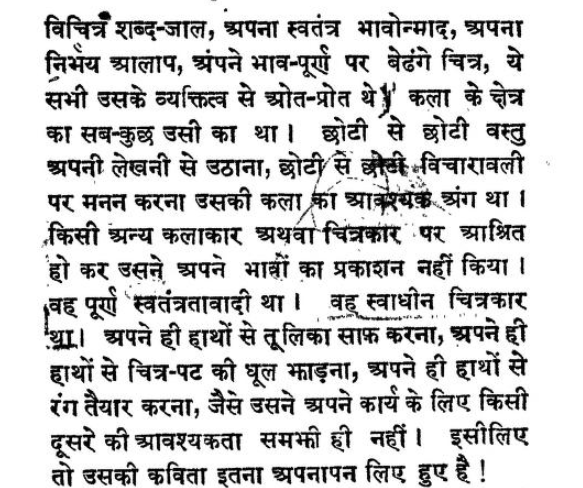 विचित्र शब्द-जाल, अपना स्वतंत्र भावोन्माद, अपना
निर्भय आलाप, अपने भाव-पूर्ण पर बेढंगे चित्र, ये
सभी उसके व्यक्तित्व से ओत-प्रोत थे। कला के क्षेत्र
का सब-कुछ उसी का था। छोटी से छोटी वस्तु
अपनी लेखनी से उठाना, छोटी से छोटी विचारावली
पर मनन करना उसकी कला का आवश्यक अंग था।
किसी अन्य कलाकार अथवा चित्रकार पर आश्रित
हो कर उसने अपने भावों का प्रकाशन नहीं किया।
वह पूर्ण स्वतंत्रतावादी था। वह स्वाधीन चित्रकार
था। अपने ही हाथों से तूलिका साफ़ करना, अपने ही
हाथों से चित्र-पट की धूल झाड़ना, अपने ही हाथों से
रंग तैयार करना, जैसे उसने अपने कार्य के लिए किसी
दूसरे की आवश्यकता समझी ही नहीं। इसीलिए
तो उसकी कविता इतना अपनापन लिए हुए है!